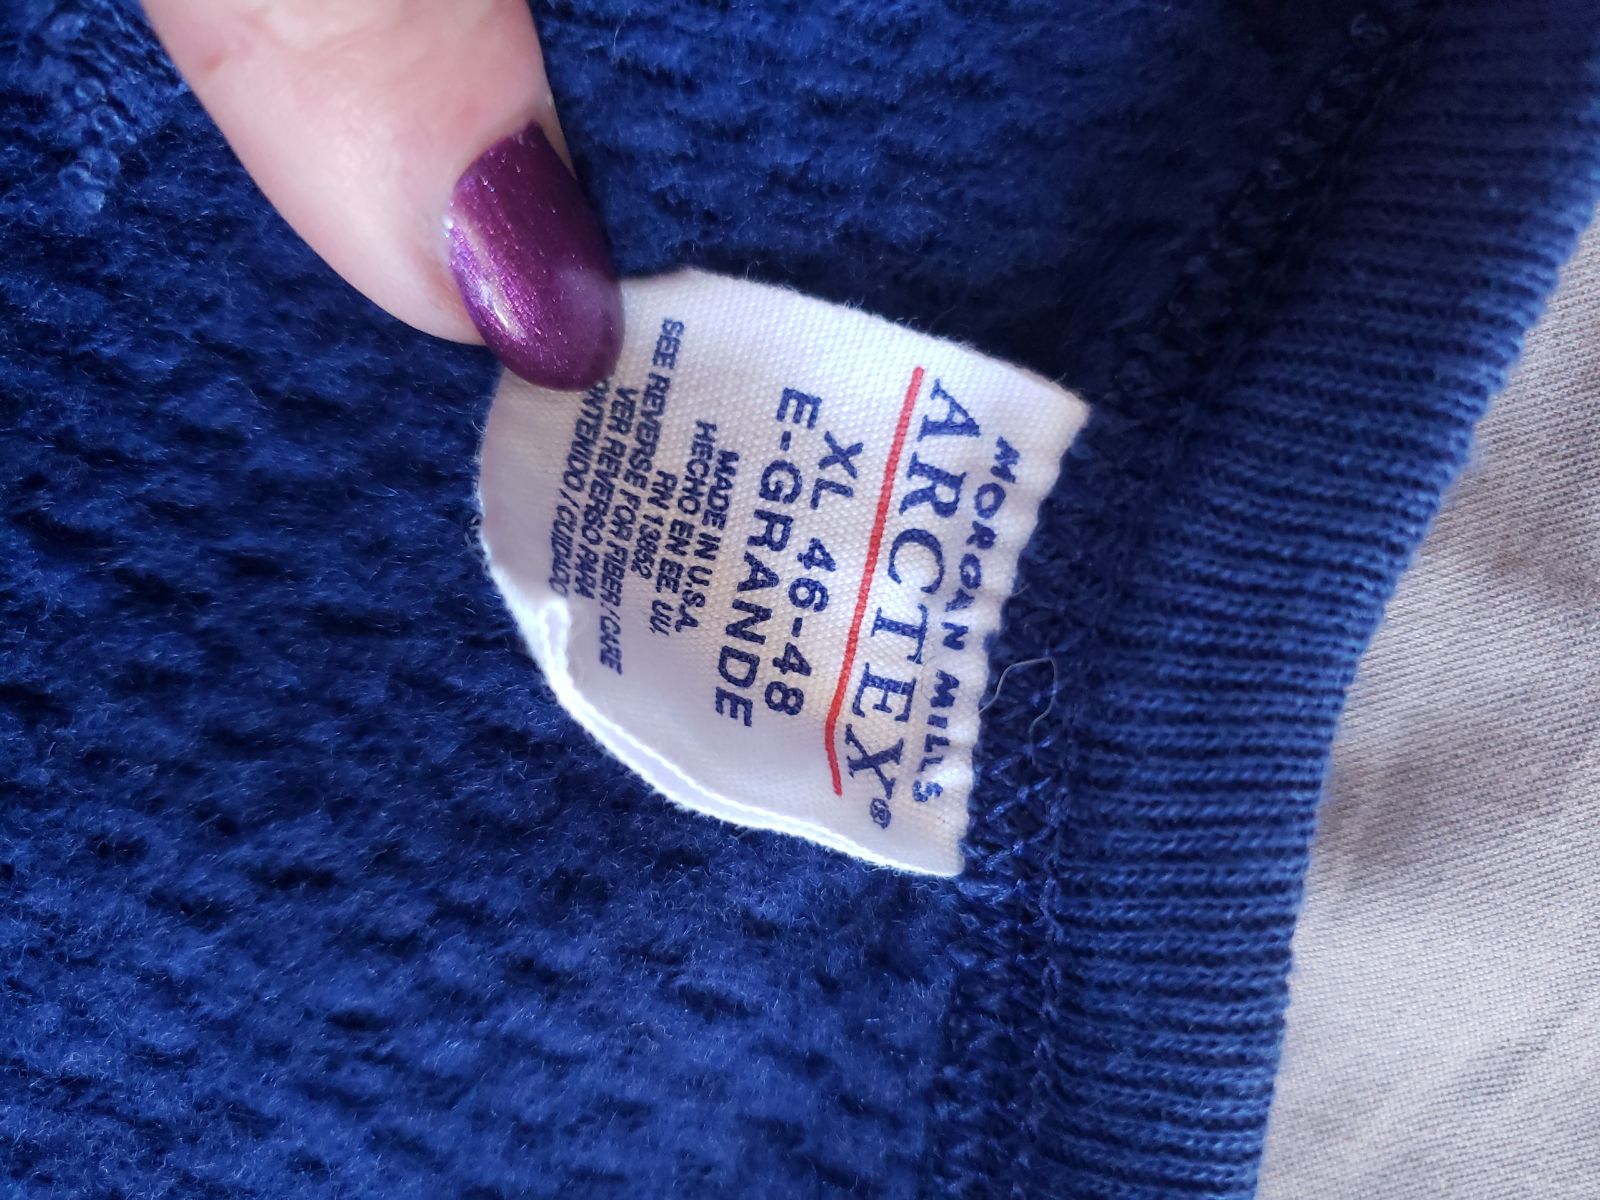 MORGAN MILLS
ARCTEX®
XL 46-48
E-GRANDE
MADE IN U.S.A.
HECHO EN EE. UU.
RN 13852
SEE REVERSE FOR FIBER / CARE
VER REVERSO PARA
CONTENIDO / CUIDADO